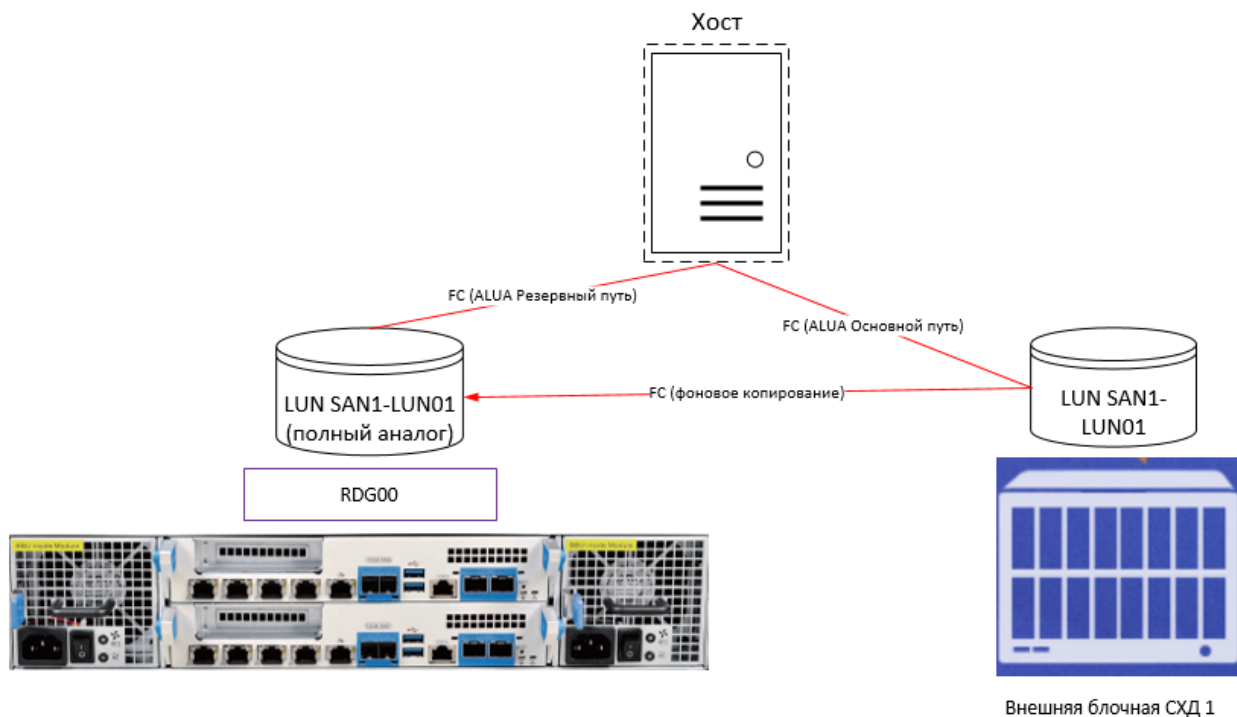 Хост
FC (ALUA Резервный путь)
FC (ALUA Основной путь)
FC (фоновое копирование)
LUN SAN1-LUN01
(полный аналог)
LUN SAN1-
LUN01
RDG00
Внешняя блочная СХД 1